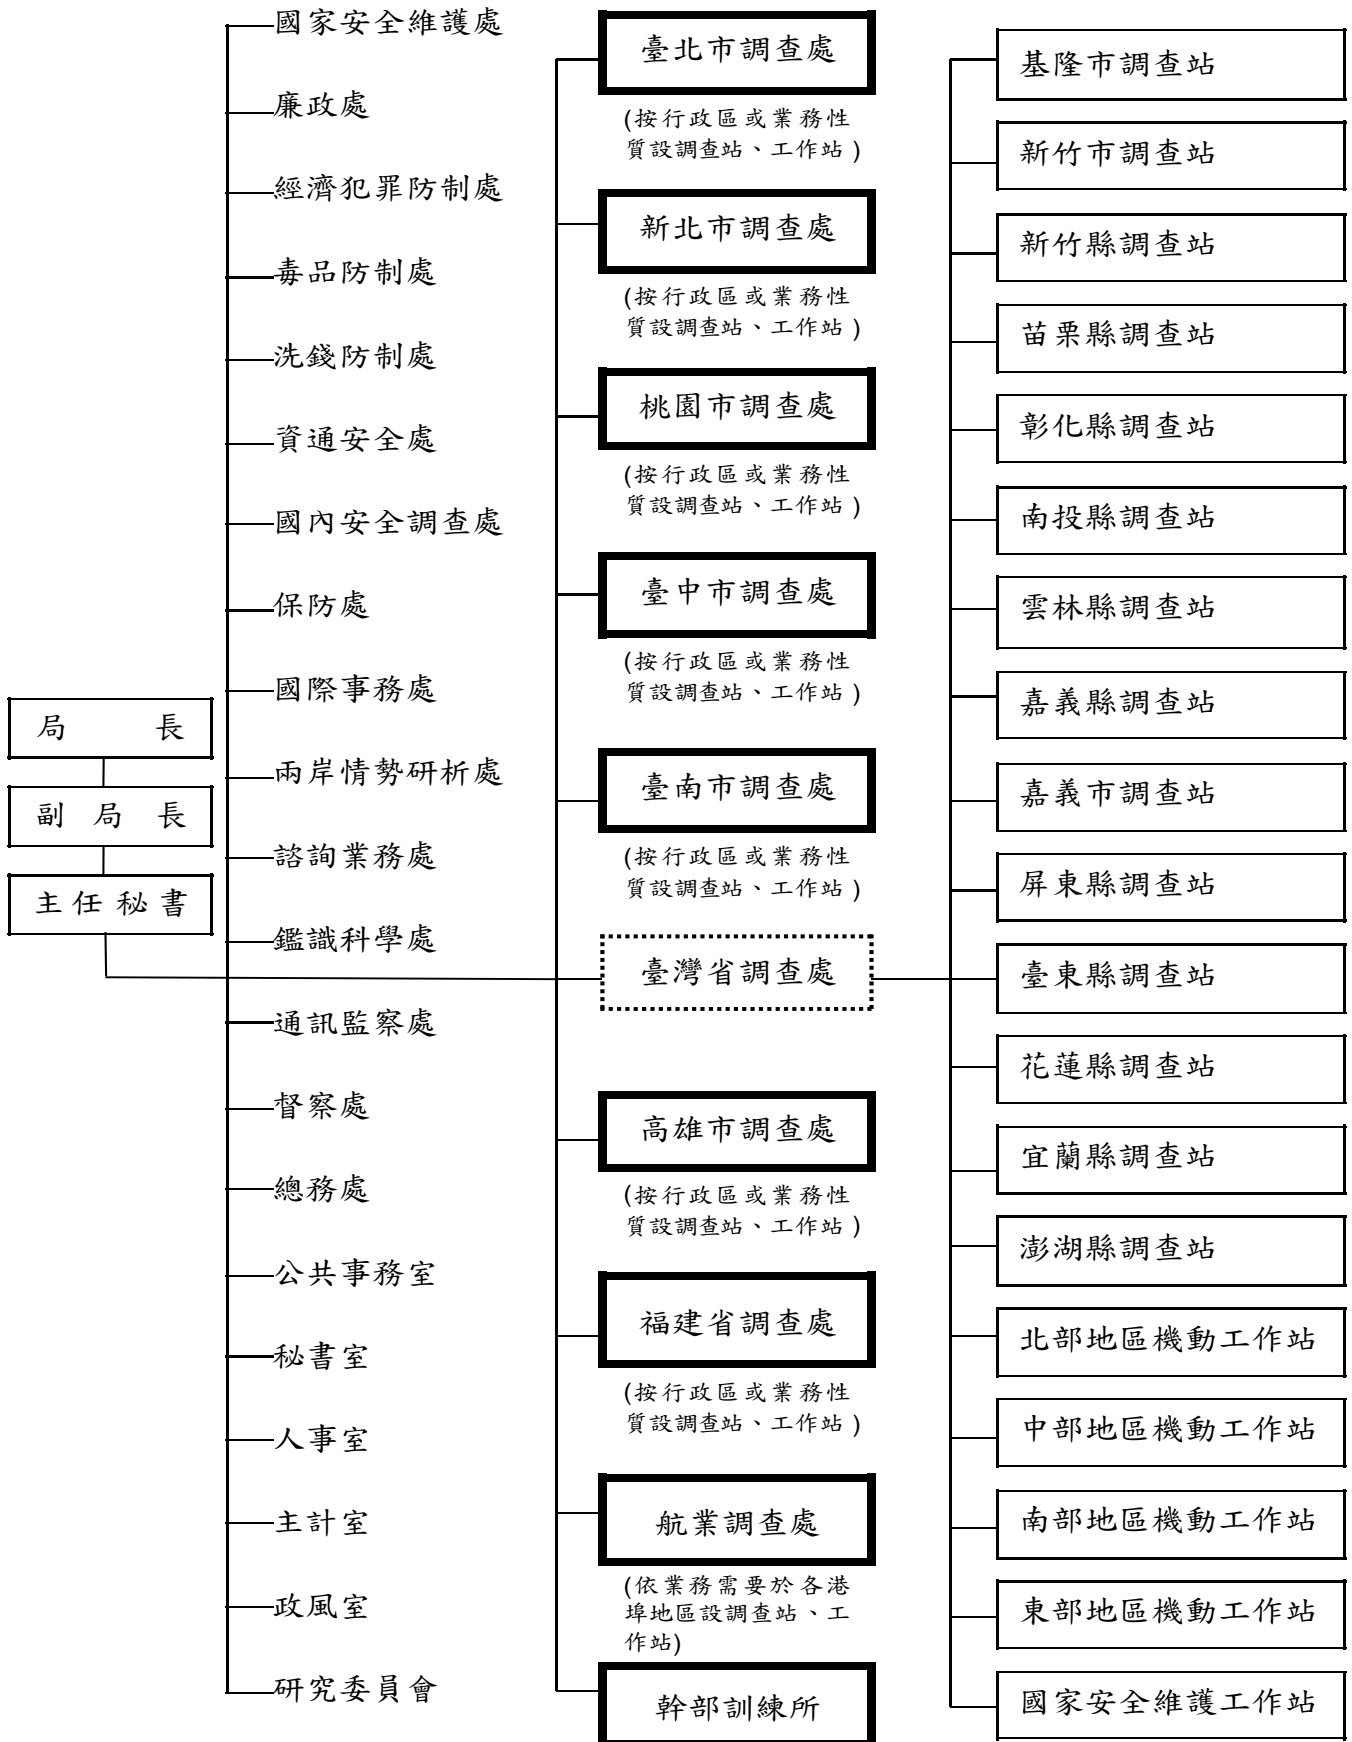 局長
副局長
主任秘書
國家安全維護處
廉政處
經濟犯罪防制處
毒品防制處
洗錢防制處
資通安全處
國內安全調查處
保防處
國際事務處
兩岸情勢研析處
諮詢業務處
鑑識科學處
通訊監察處
督察處
總務處
公共事務室
秘書室
人事室
主計室
政風室
研究委員會
臺北市調查處
(按行政區或業務性
質設調查站、工作站)
新北市調查處
(按行政區或業務性
質設調查站、工作站)
桃園市調查處
(按行政區或業務性
質設調查站、工作站)
臺中市調查處
(按行政區或業務性
質設調查站、工作站)
臺南市調查處
(按行政區或業務性
質設調查站、工作站)
臺灣省調查處
高雄市調查處
(按行政區或業務性
質設調查站、工作站)
福建省調查處
(按行政區或業務性
質設調查站、工作站)
航業調查處
(依業務需要於各港
埠地區設調查站、工
作站)
幹部訓練所
基隆市調查站
新竹市調查站
新竹縣調查站
苗栗縣調查站
彰化縣調查站
南投縣調查站
雲林縣調查站
嘉義縣調查站
嘉義市調查站
屏東縣調查站
臺東縣調查站
花蓮縣調查站
宜蘭縣調查站
澎湖縣調查站
北部地區機動工作站
中部地區機動工作站
南部地區機動工作站
東部地區機動工作站
國家安全維護工作站